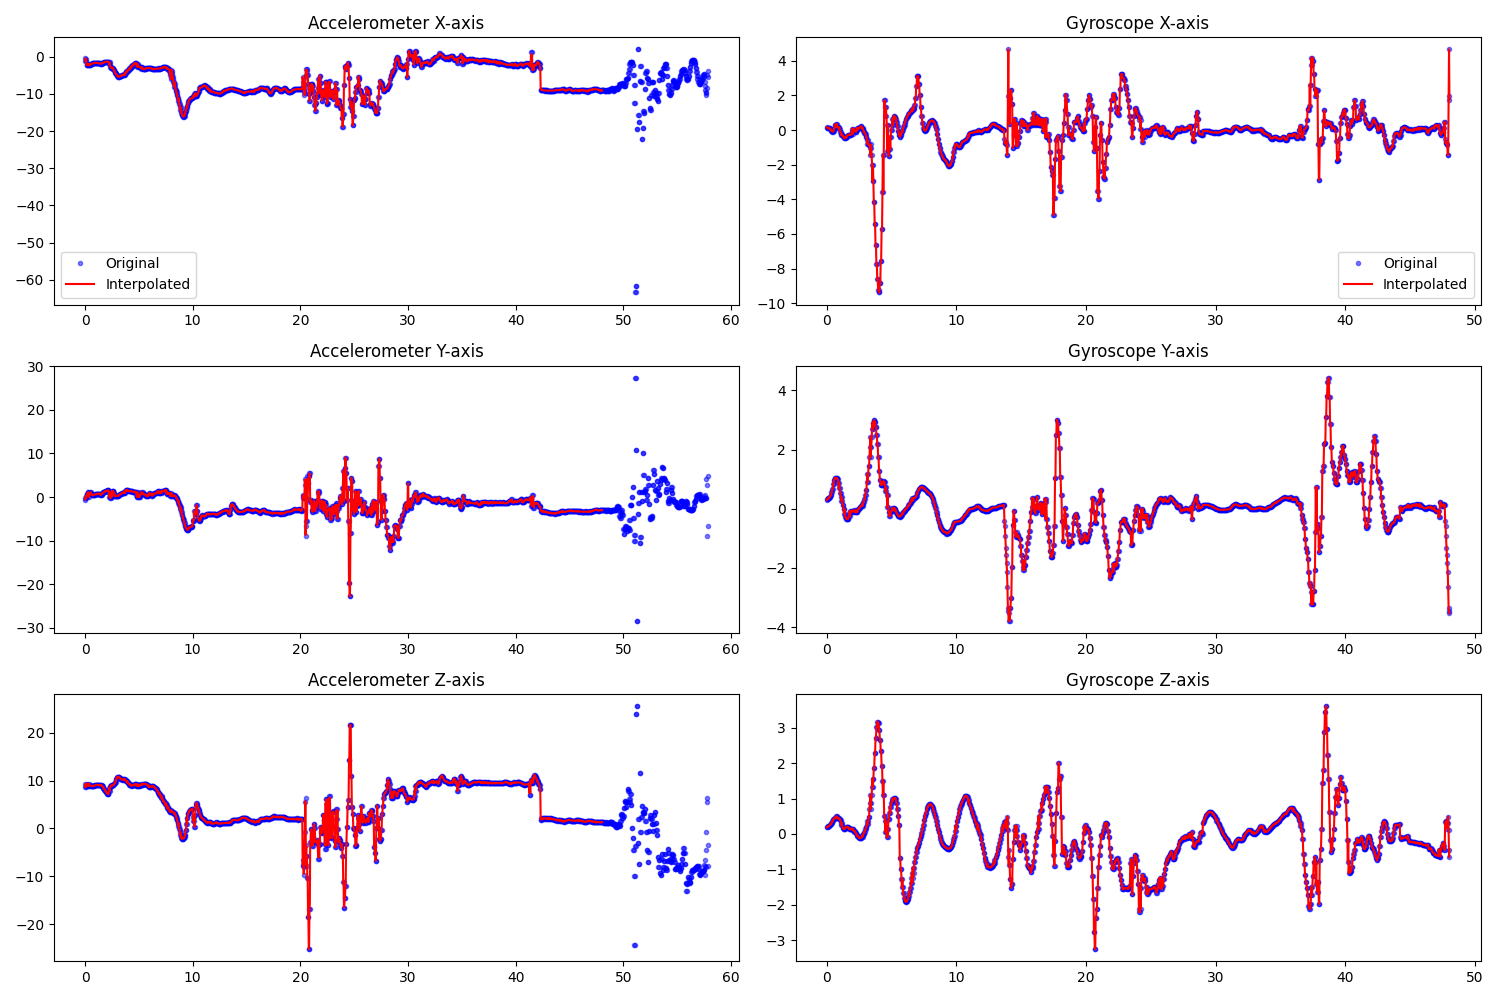 Accelerometer X-axis
0
−10
−20
−30
−40
−50
−60
Original
Interpolated
0 10 20 30 40 50 60
Gyroscope X-axis
4
2
0
−2
−4
−6
−8
−10
Original
Interpolated
0 10 20 30 40 50
Accelerometer Y-axis
30
20
10
0
−10
−20
−30
0 10 20 30 40 50 60
Gyroscope Y-axis
4
2
0
−2
−4
0 10 20 30 40 50
Accelerometer Z-axis
20
10
0
−10
−20
0 10 20 30 40 50 60
Gyroscope Z-axis
3
2
1
0
−1
−2
−3
0 10 20 30 40 50